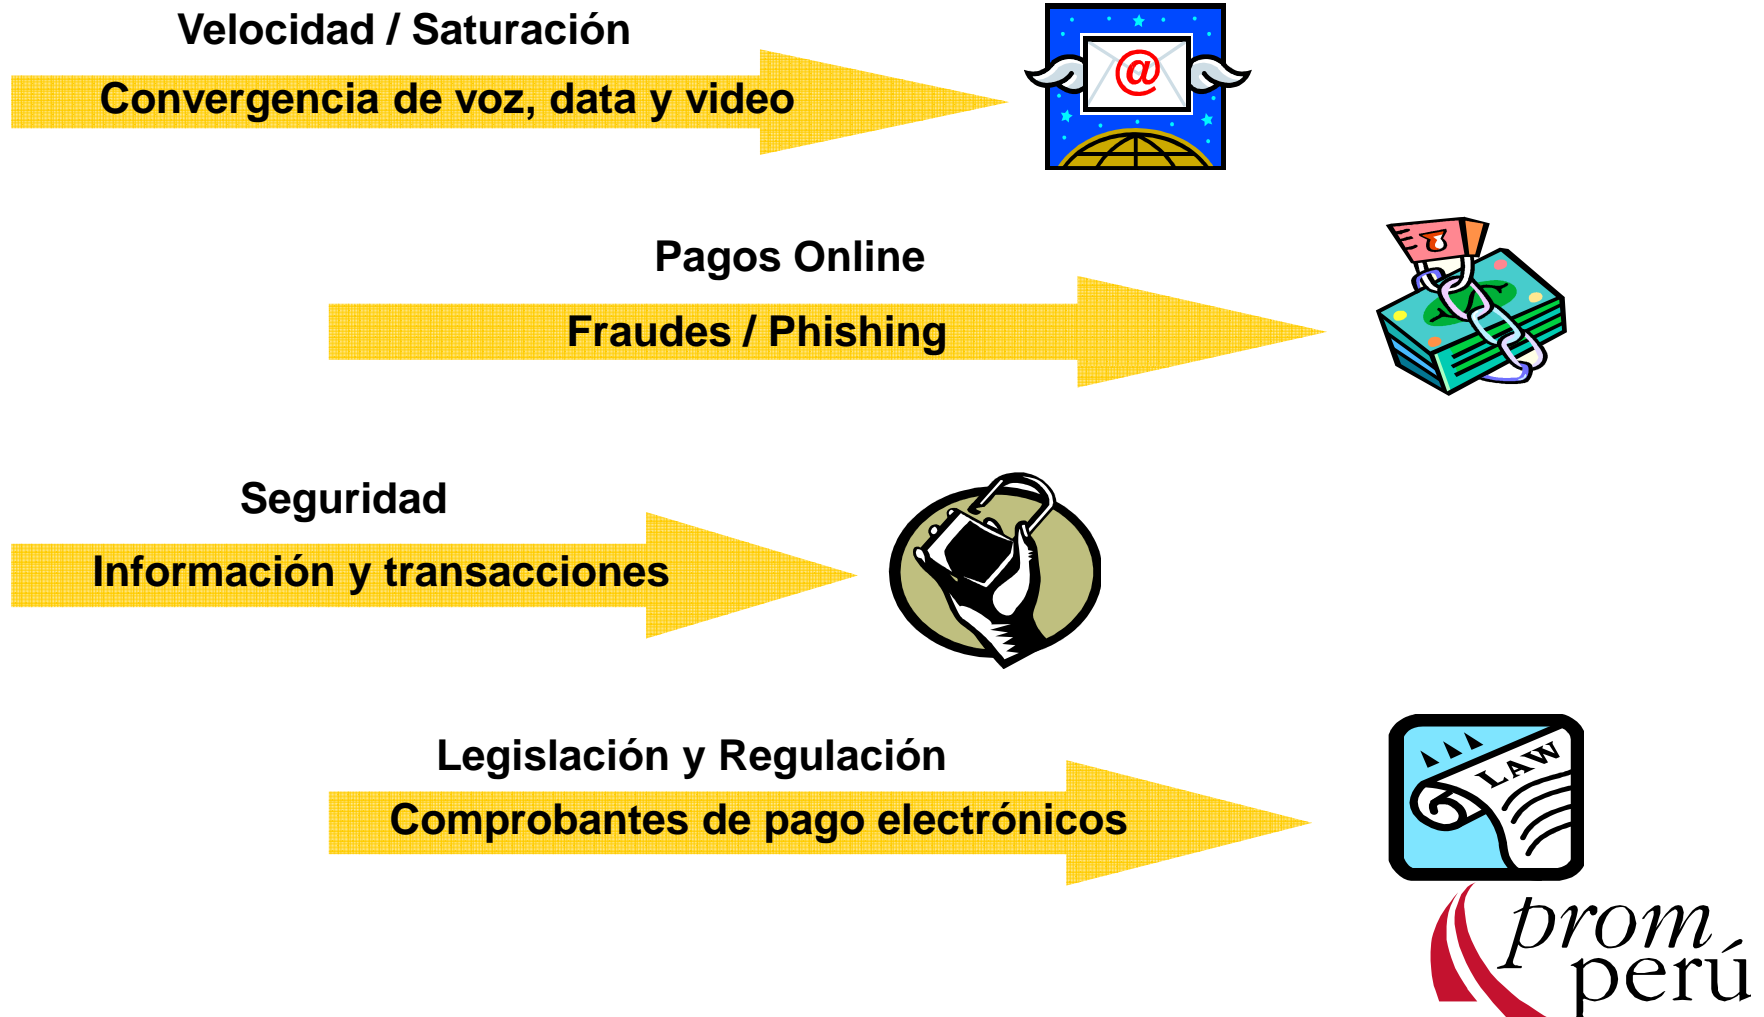 Velocidad / Saturación
Convergencia de voz, data y video
@
Pagos Online
Fraudes / Phishing
Seguridad
Información y transacciones
Legislación y Regulación
Comprobantes de pago electrónicos
LAW
prom
perú